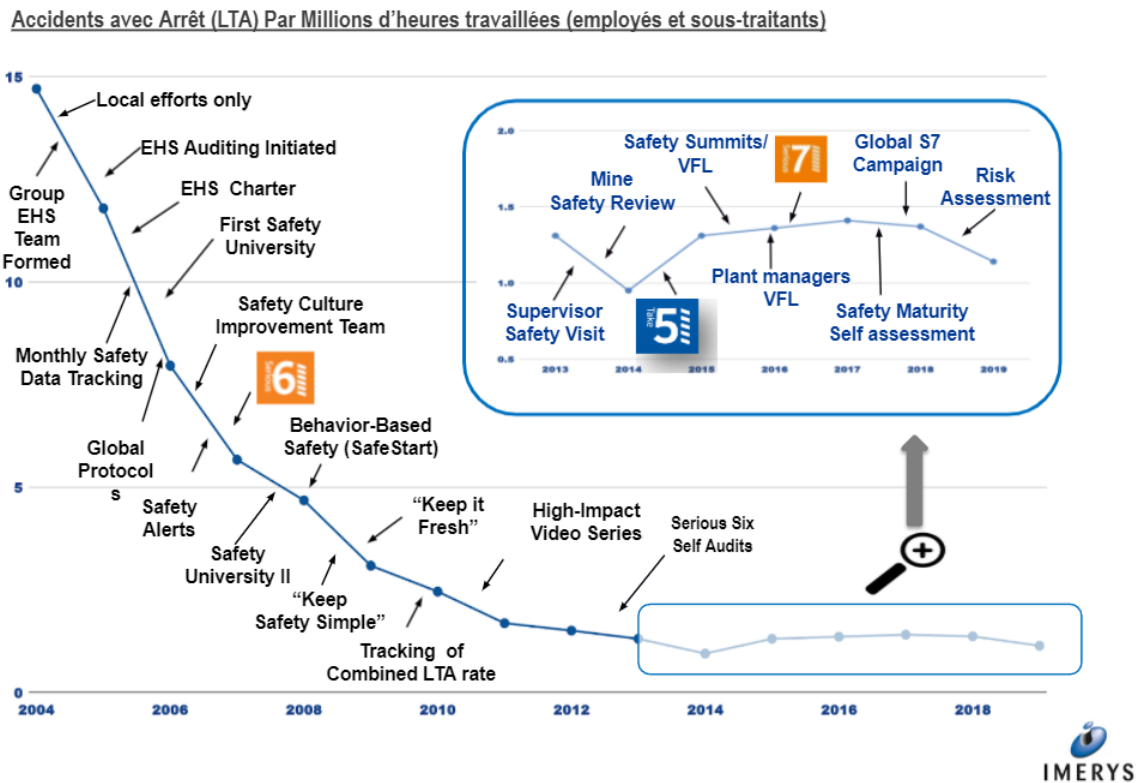 Accidents avec Arrêt (LTA) Par Millions d’heures travaillées (employés et sous-traitants)
15
Local efforts only
EHS Auditing Initiated
Group
EHS
Team
Formed
EHS Charter
First Safety
University
10
Safety Culture
Improvement Team
Monthly Safety
Data Tracking
6
Serious
Behavior-Based
Safety (SafeStart)
Global
Protocol
s
5
Safety
Alerts
“Keep it
Fresh”
High-Impact
Video Series
Serious Six
Self Audits
Safety
University II
“Keep
Safety Simple”
Tracking of
Combined LTA rate
0
2004
2006
2008
2010
2012
2014
2016
2018
2.0
Safety Summits/
VFL
7
Serious
Global S7
Campaign
Mine
Safety Review
Risk
Assessment
1.5
1.0
Plant managers
VFL
Supervisor
Safety Visit
5
Take
Safety Maturity
Self assessment
0.5
2013
2014
2015
2016
2017
2018
2019
IMERYS